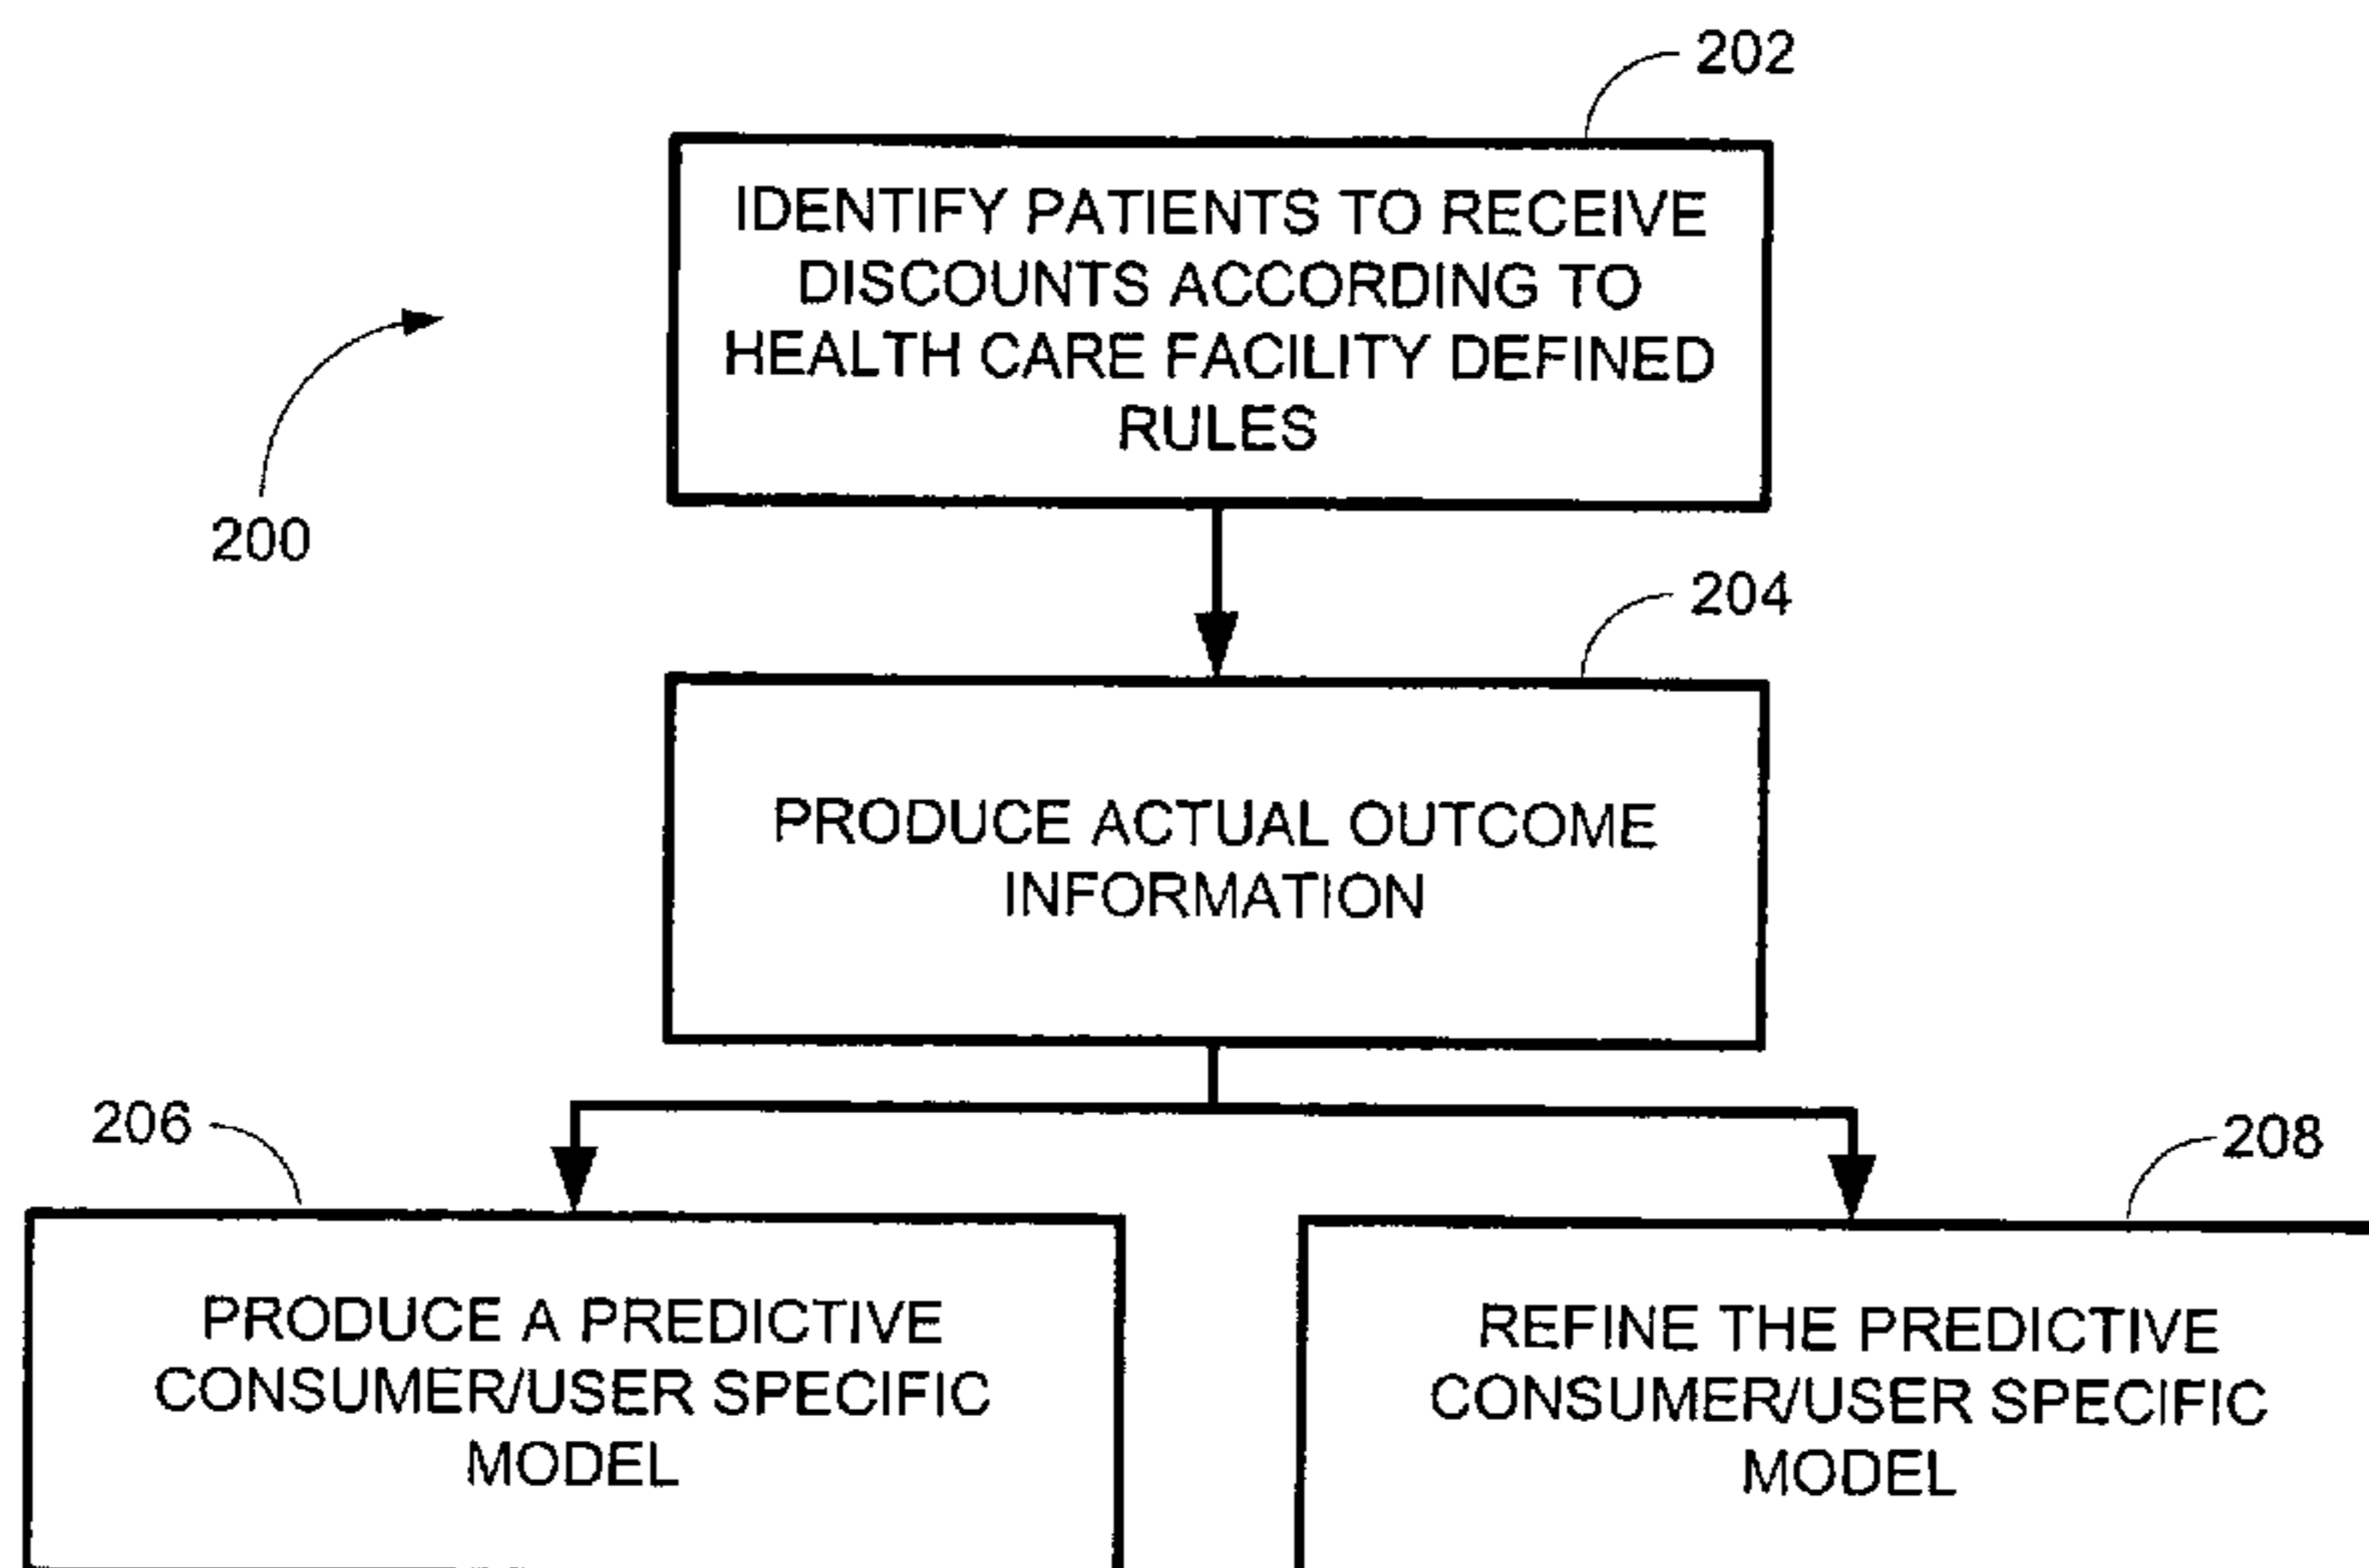 202
IDENTIFY PATIENTS TO RECEIVE
DISCOUNTS ACCORDING TO
HEALTH CARE FACILITY DEFINED
RULES
200
204
PRODUCE ACTUAL OUTCOME
INFORMATION
206
208
PRODUCE A PREDICTIVE
CONSUMER/USER SPECIFIC
MODEL
REFINE THE PREDICTIVE
CONSUMER/USER SPECIFIC
MODEL